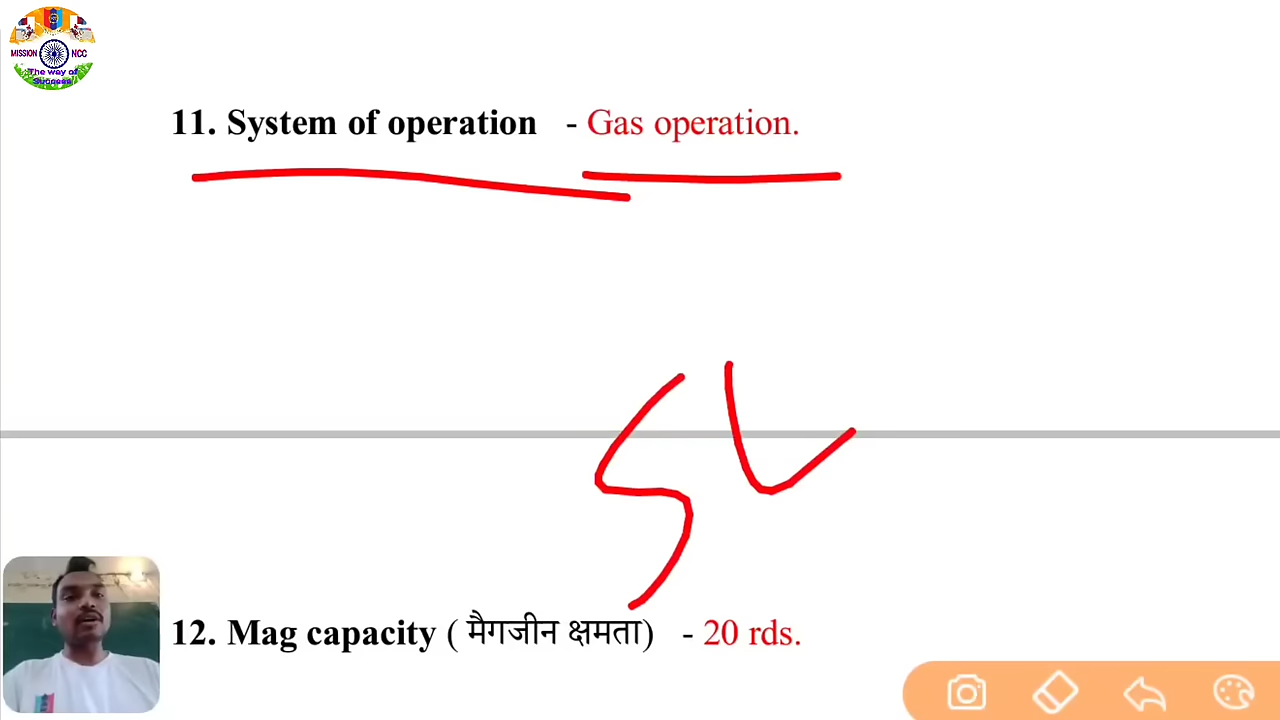 MISSION NCC
The way of
Success
11. System of operation - Gas operation.
SL
12. Mag capacity ( मैगजीन क्षमता) - 20 rds.